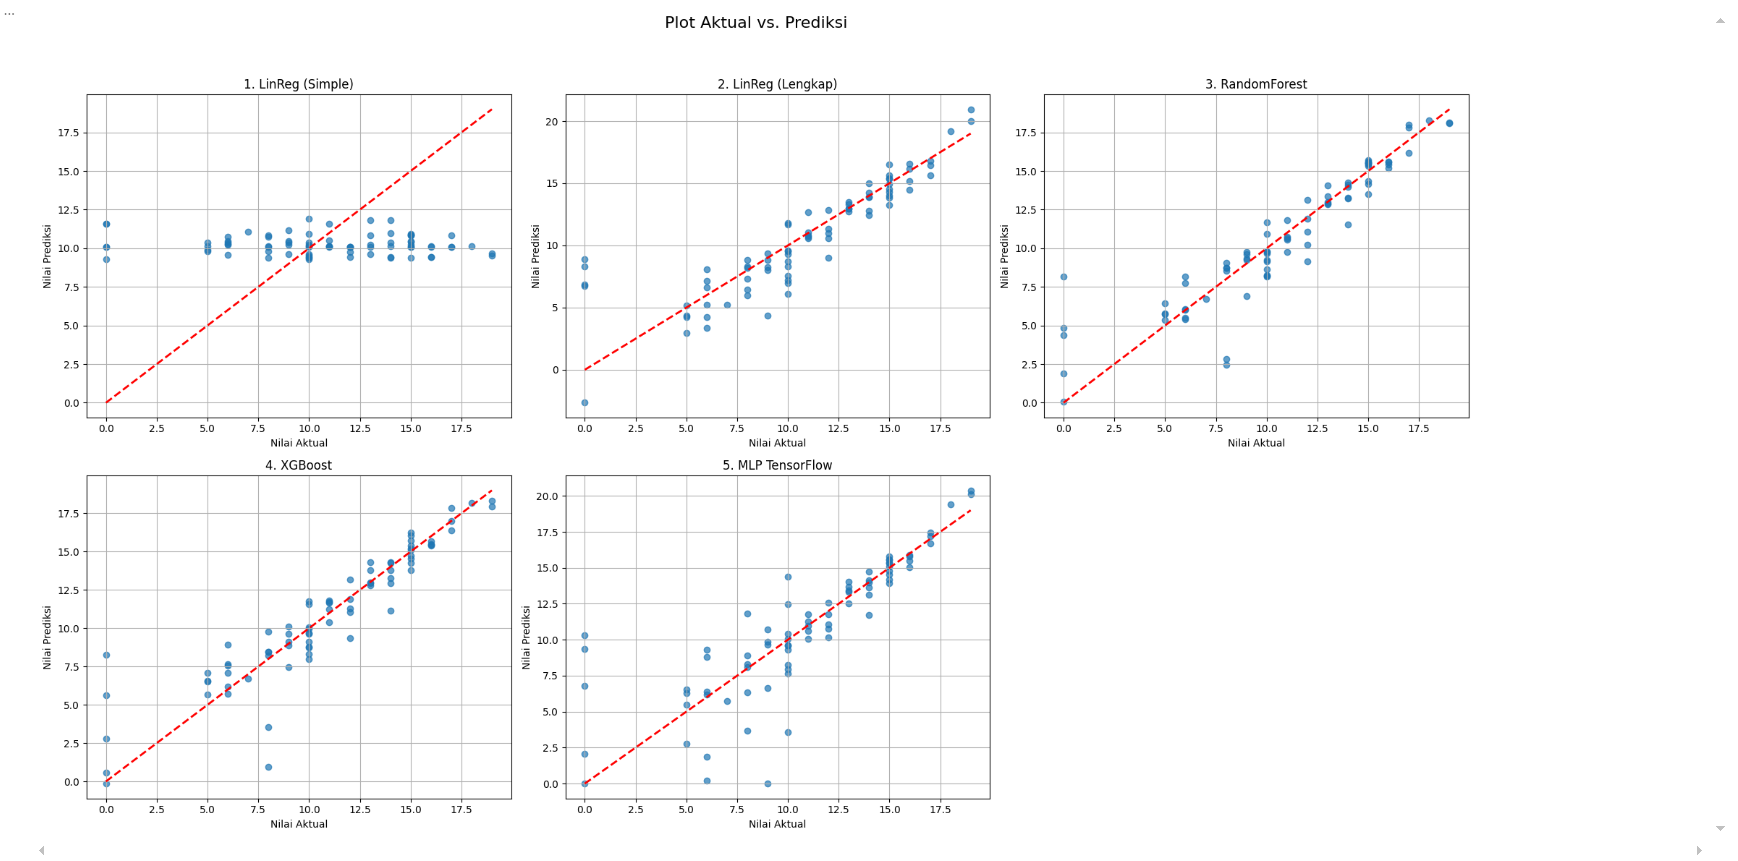 ...
Plot Aktual vs. Prediksi
1. LinReg (Simple)
Nilai Prediksi
17.5
15.0
12.5
10.0
7.5
5.0
2.5
0.0
0.0 2.5 5.0 7.5 10.0 12.5 15.0 17.5
Nilai Aktual
2. LinReg (Lengkap)
Nilai Prediksi
20
15
10
5
0
0.0 2.5 5.0 7.5 10.0 12.5 15.0 17.5
Nilai Aktual
3. RandomForest
Nilai Prediksi
17.5
15.0
12.5
10.0
7.5
5.0
2.5
0.0
0.0 2.5 5.0 7.5 10.0 12.5 15.0 17.5
Nilai Aktual
4. XGBoost
Nilai Prediksi
17.5
15.0
12.5
10.0
7.5
5.0
2.5
0.0
0.0 2.5 5.0 7.5 10.0 12.5 15.0 17.5
Nilai Aktual
5. MLP TensorFlow
Nilai Prediksi
20.0
17.5
15.0
12.5
10.0
7.5
5.0
2.5
0.0
0.0 2.5 5.0 7.5 10.0 12.5 15.0 17.5
Nilai Aktual